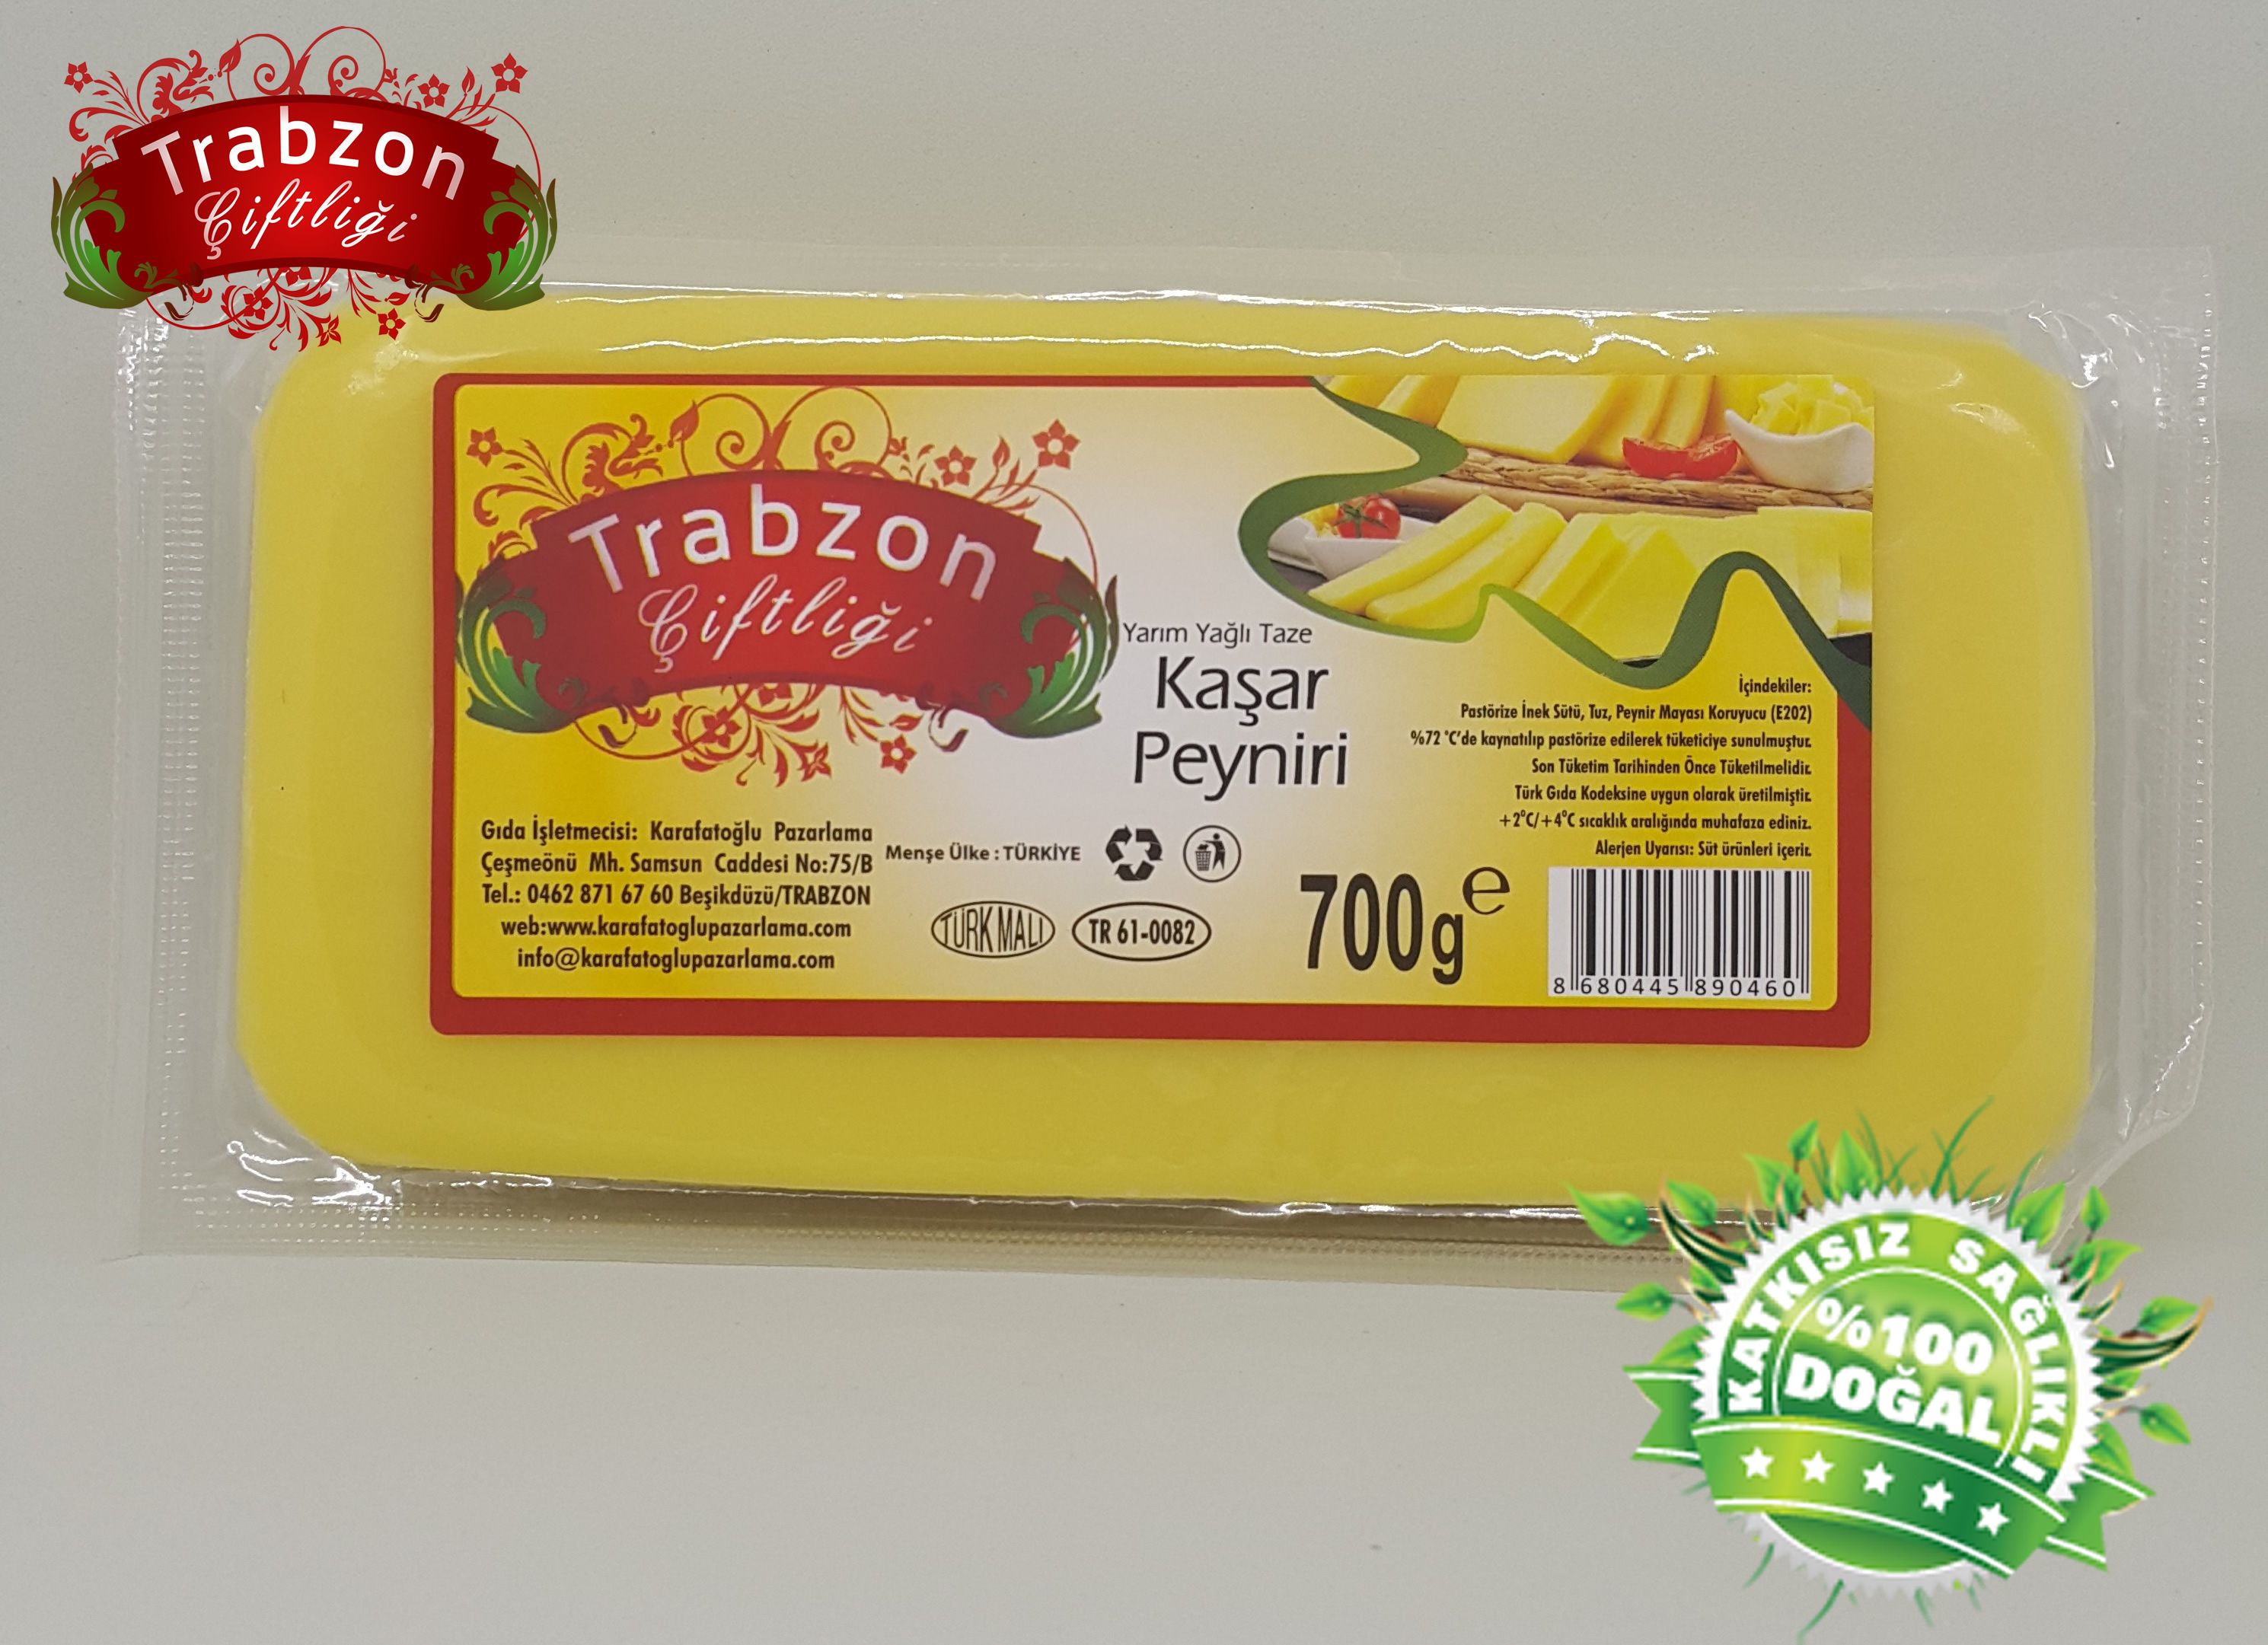 Trabzon
Çiftliği
Trabzon
Çiftliği
Yarım Yağlı Taze
Kaşar
Peyniri
İçindekiler:
Pastörize İnek Sütü, Tuz, Peynir Mayası Koruyucu (E202)
%72 °C'de kaynatılıp pastörize edilerek tüketiciye sunulmuştur.
Son Tüketim Tarihinden Önce Tüketilmelidir.
Türk Gıda Kodeksine uygun olarak üretilmiştir.
+2°C/+4°C sıcaklık aralığında muhafaza ediniz.
Alerjen Uyarısı: Süt ürünleri içerir.
Gıda İşletmecisi: Karafatoğlu Pazarlama
Çeşmeönü Mh. Samsun Caddesi No:75/B
Tel.: 0462 871 67 60 Beşikdüzü/TRABZON
web:www.karafatoglupazarlama.com
info@karafatoglupazarlama.com
Menşe Ülke : TÜRKİYE
TÜRK MALI
TR 61-0082
700g e
8 680445 890460
KATKISIZ SAĞLIKLI
%100
DOĞAL